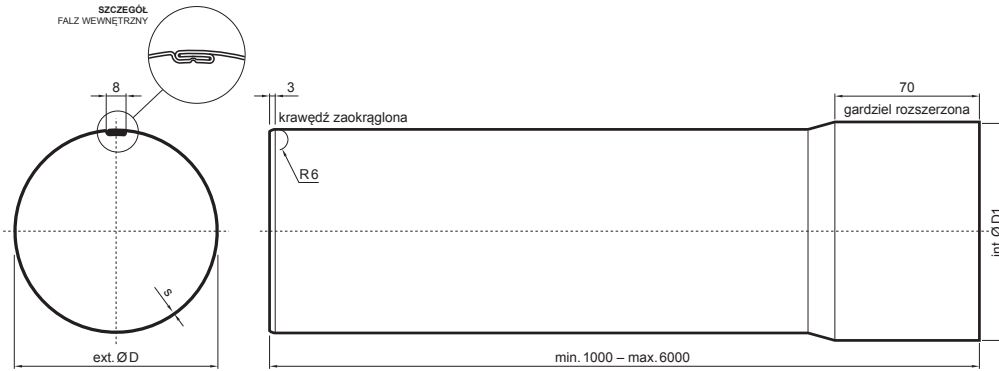 SZCZEGÓŁ
FALZ WEWNĘTRZNY
8
3
70
krawędź zaokrąglona
gardziel rozszerzona
R6
int. ØD1
s
ext. ØD
min. 1000 – max. 6000